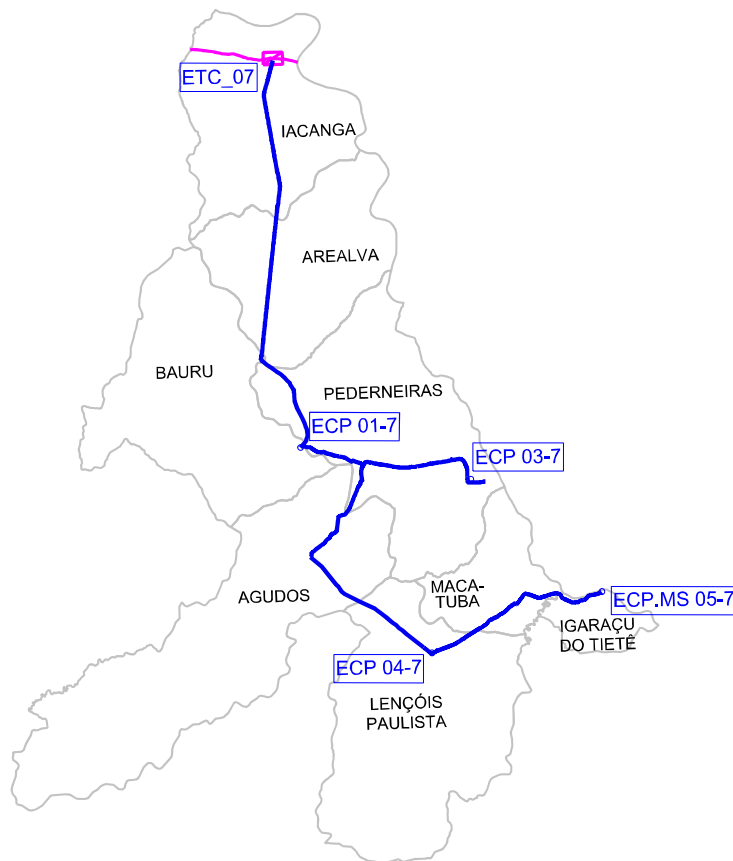 ETC_07
IACANGA
AREALVA
BAURU
PEDERNEIRAS
ECP 01-7
ECP 03-7
AGUDOS
MACA-
TUBA
ECP.MS 05-7
IGARAÇU
DO TIETÊ
ECP 04-7
LENÇÓIS
PAULISTA